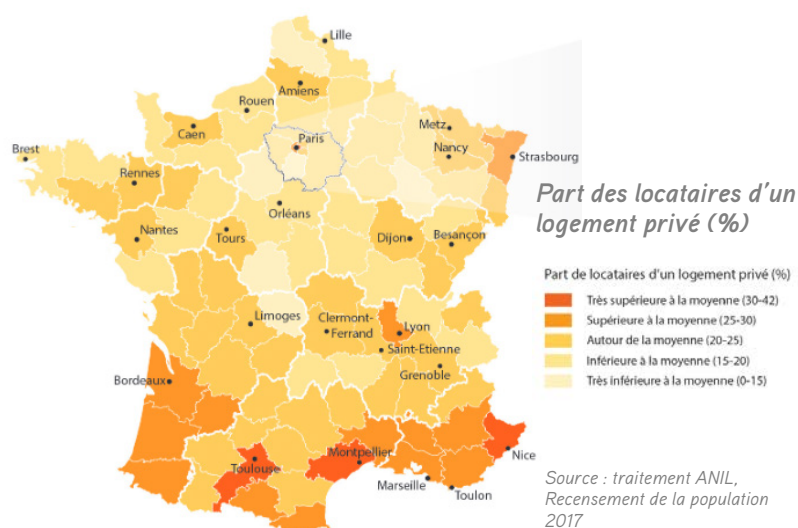 Lille
Amiens
Rouen
Caen
Paris
Metz
Nancy
Strasbourg
Brest
Rennes
Orléans
Nantes
Tours
Dijon
Besançon
Limoges
Clermont-
Ferrand
Lyon
Saint-Etienne
Grenoble
Bordeaux
Toulouse
Montpellier
Nice
Marseille
Toulon
Part des locataires d'un
logement privé (%)
Part de locataires d'un logement privé (%)
Très supérieure à la moyenne (30-42)
Supérieure à la moyenne (25-30)
Autour de la moyenne (20-25)
Inférieure à la moyenne (15-20)
Très inférieure à la moyenne (0-15)
Source : traitement ANIL,
Recensement de la population
2017